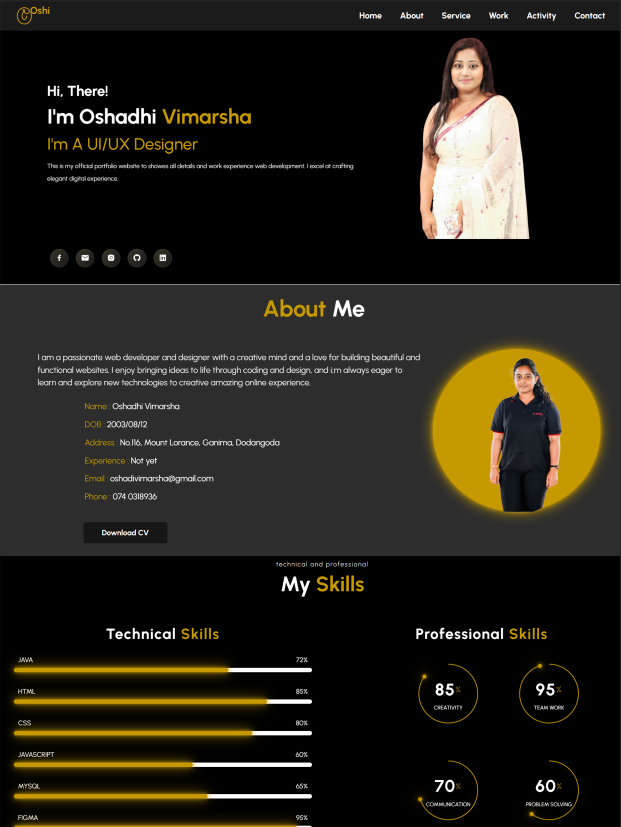 Oshi
Home About Service Work Activity Contact
Hi, There!
I'm Oshadhi Vimarsha
I'm A UI/UX Designer
This is my official portfolio website to showes all details and work experience web development. I excel at crafting
elegant digital experience.
About Me
I am a passionate web developer and designer with a creative mind and a love for building beautiful and
functional websites. I enjoy bringing ideas to life through coding and design, and i;m always eager to
learn and explore new technologies to creative amazing online experience.
Name : Oshadhi Vimarsha
DOB : 2003/08/12
Address : No.116, Mount Lorance, Ganima, Dodangoda
Experience : Not yet
Email : oshadivimarsha@gmail.com
Phone : 074 0318936
Download CV
technical and professional
My Skills
Technical Skills
JAVA 72%
HTML 85%
CSS 80%
JAVASCRIPT 60%
MYSQL 65%
FIGMA 95%
Professional Skills
85%
CREATIVITY
95%
TEAM WORK
70%
COMMUNICATION
60%
PROBLEM SOLVING